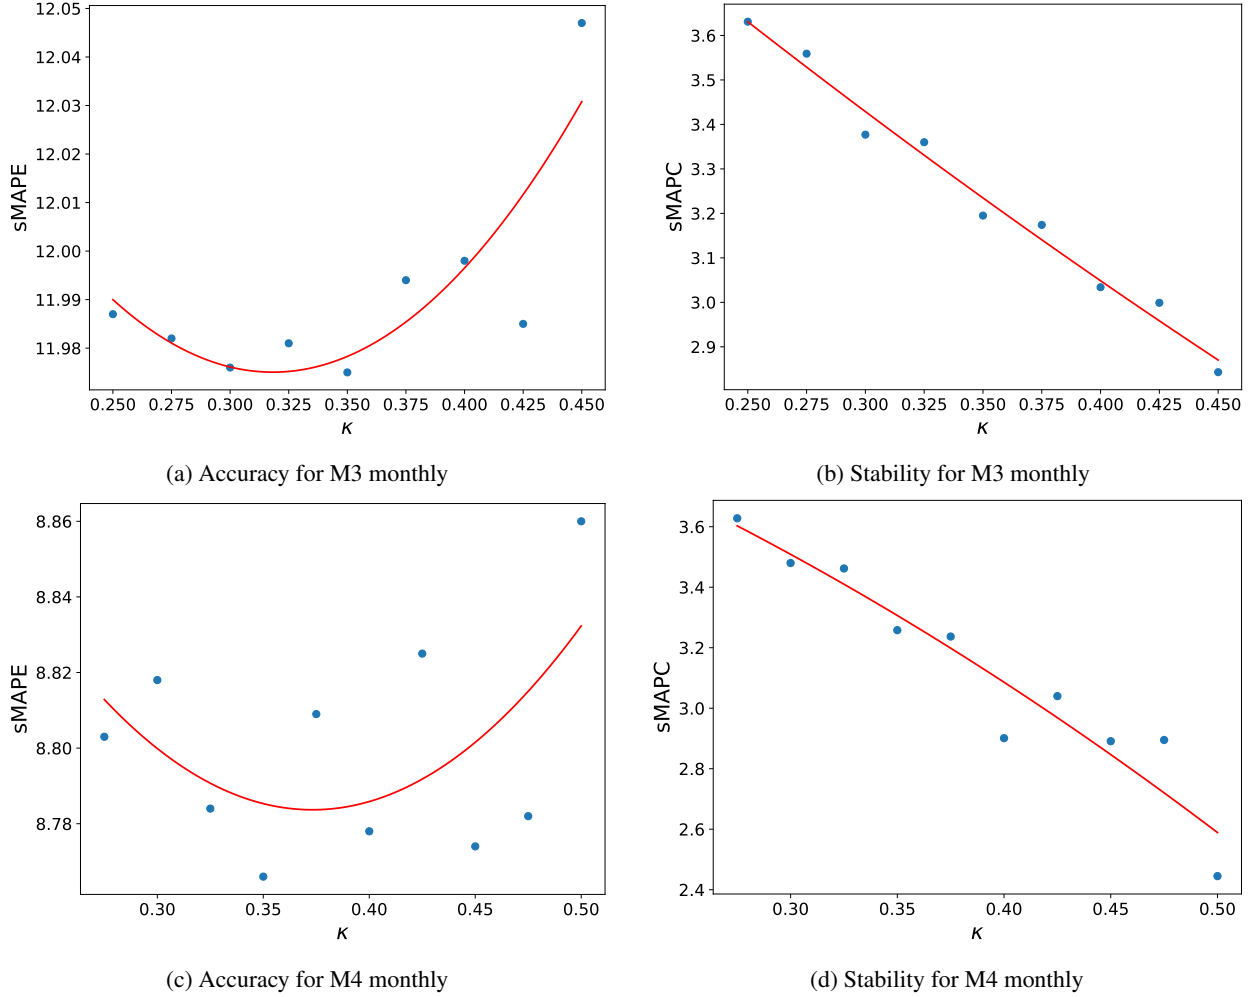 12.05
12.04
12.03
12.02
12.01
12.00
11.99
11.98
sMAPE
0.250 0.275 0.300 0.325 0.350 0.375 0.400 0.425 0.450
κ
(a) Accuracy for M3 monthly
3.6
3.5
3.4
3.3
3.2
3.1
3.0
2.9
sMAPC
0.250 0.275 0.300 0.325 0.350 0.375 0.400 0.425 0.450
κ
(b) Stability for M3 monthly
8.86
8.84
8.82
8.80
8.78
sMAPE
0.30 0.35 0.40 0.45 0.50
κ
(c) Accuracy for M4 monthly
3.6
3.4
3.2
3.0
2.8
2.6
2.4
sMAPC
0.30 0.35 0.40 0.45 0.50
κ
(d) Stability for M4 monthly